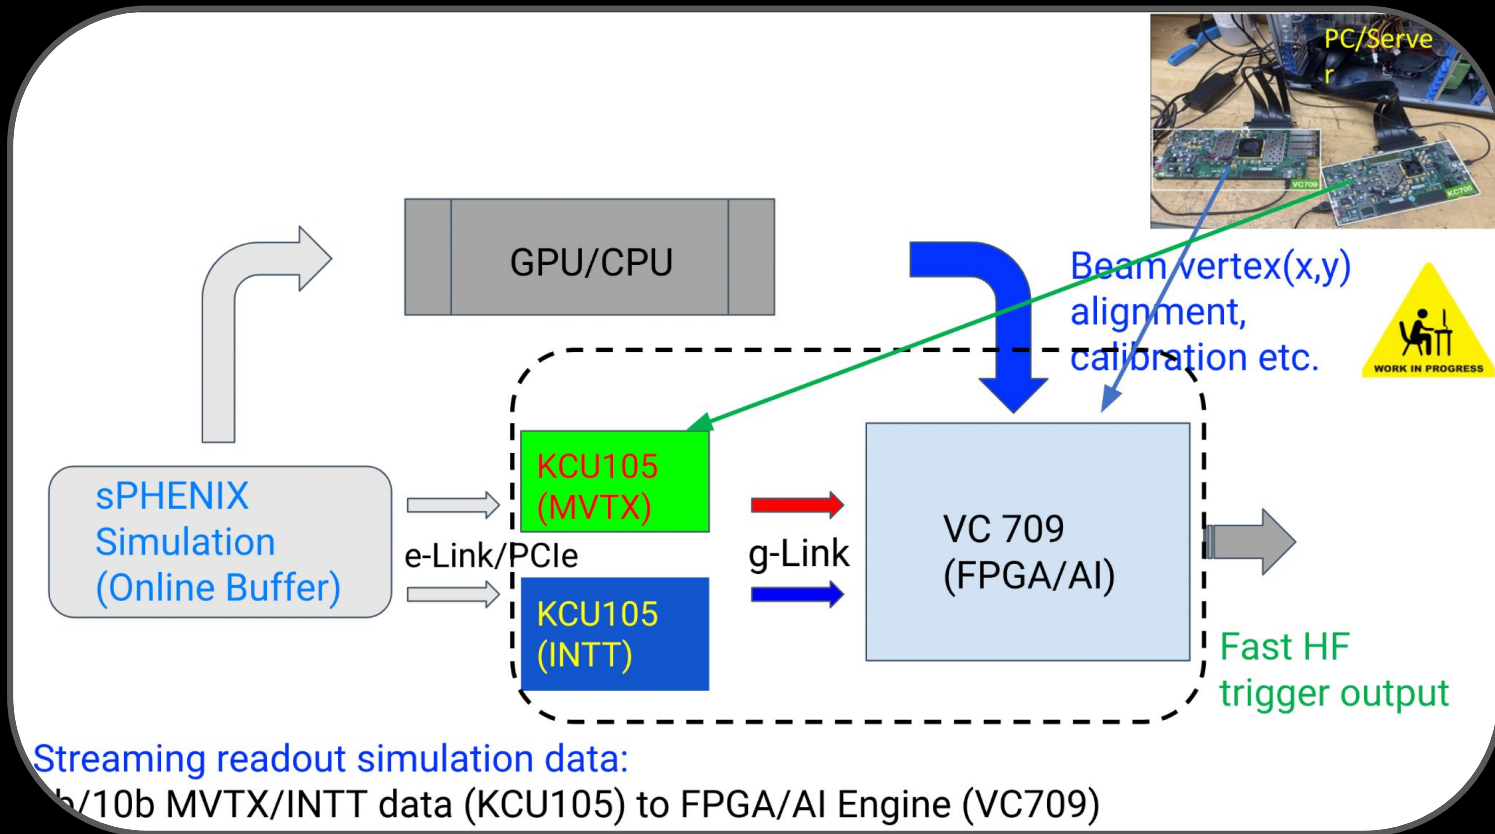 PC/Serve
r
VC709
KC705
GPU/CPU
Beam vertex(x,y)
alignment,
calibration etc.
WORK IN PROGRESS
sPHENIX
Simulation
(Online Buffer)
e-Link/PCIe
KCU105
(MVTX)
KCU105
(INTT)
g-Link
VC 709
(FPGA/AI)
Fast HF
trigger output
Streaming readout simulation data:
b/10b MVTX/INTT data (KCU105) to FPGA/AI Engine (VC709)